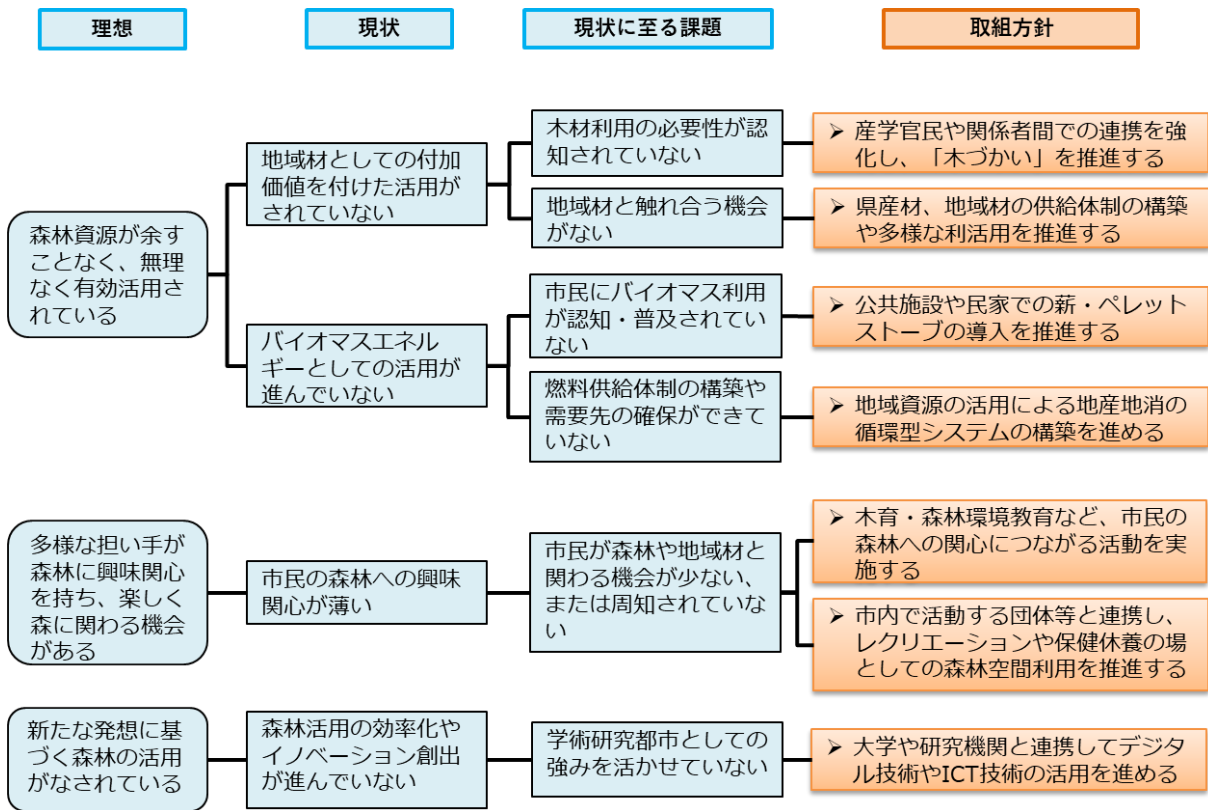 理想
現状
現状に至る課題
取組方針
森林資源が余す
ことなく、無理
なく有効活用さ
れている
地域材としての付加
価値を付けた活用が
されていない
木材利用の必要性が認
知されていない
➢ 産学官民や関係者間での連携を強
化し、「木づかい」を推進する
地域材と触れ合う機会
がない
➢ 県産材、地域材の供給体制の構築
や多様な利活用を推進する
バイオマスエネル
ギーとしての活用が
進んでいない
市民にバイオマス利用
が認知・普及されてい
ない
➢ 公共施設や民家での薪・ペレット
ストーブの導入を推進する
燃料供給体制の構築や
需要先の確保ができて
いない
➢ 地域資源の活用による地産地消の
循環型システムの構築を進める
多様な担い手が
森林に興味関心
を持ち、楽しく
森に関わる機会
がある
市民の森林への興味
関心が薄い
市民が森林や地域材と
関わる機会が少ない、
または周知されていな
い
➢ 木育・森林環境教育など、市民の
森林への関心につながる活動を実
施する
➢ 市内で活動する団体等と連携し、
レクリエーションや保健休養の場
としての森林空間利用を推進する
新たな発想に基
づく森林の活用
がなされている
森林活用の効率化や
イノベーション創出
が進んでいない
学術研究都市としての
強みを活かせていない
➢ 大学や研究機関と連携してデジタ
ル技術やICT技術の活用を進める